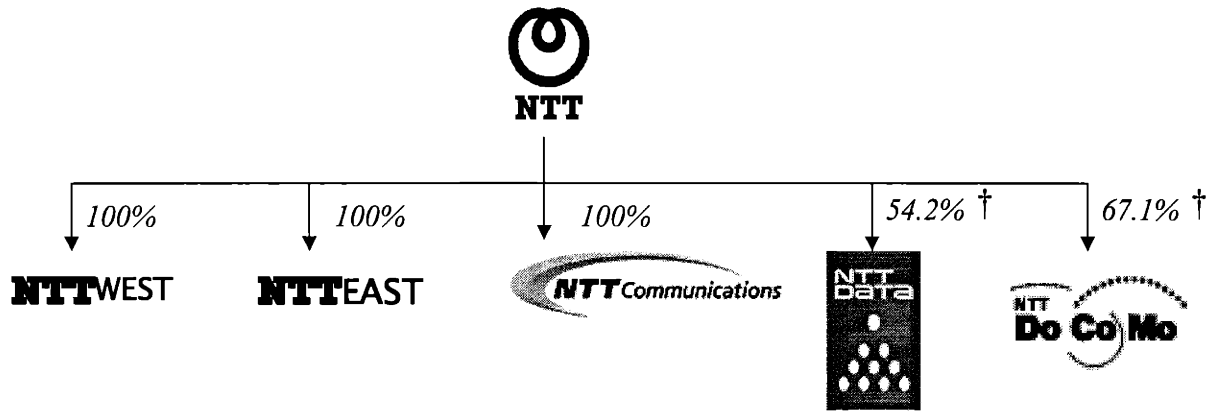 NTT
100%
100%
100%
54.2% †
67.1% †
NTTWEST
NTTEAST
NTT Communications
NTT
DATA
NTT
DoCoMo